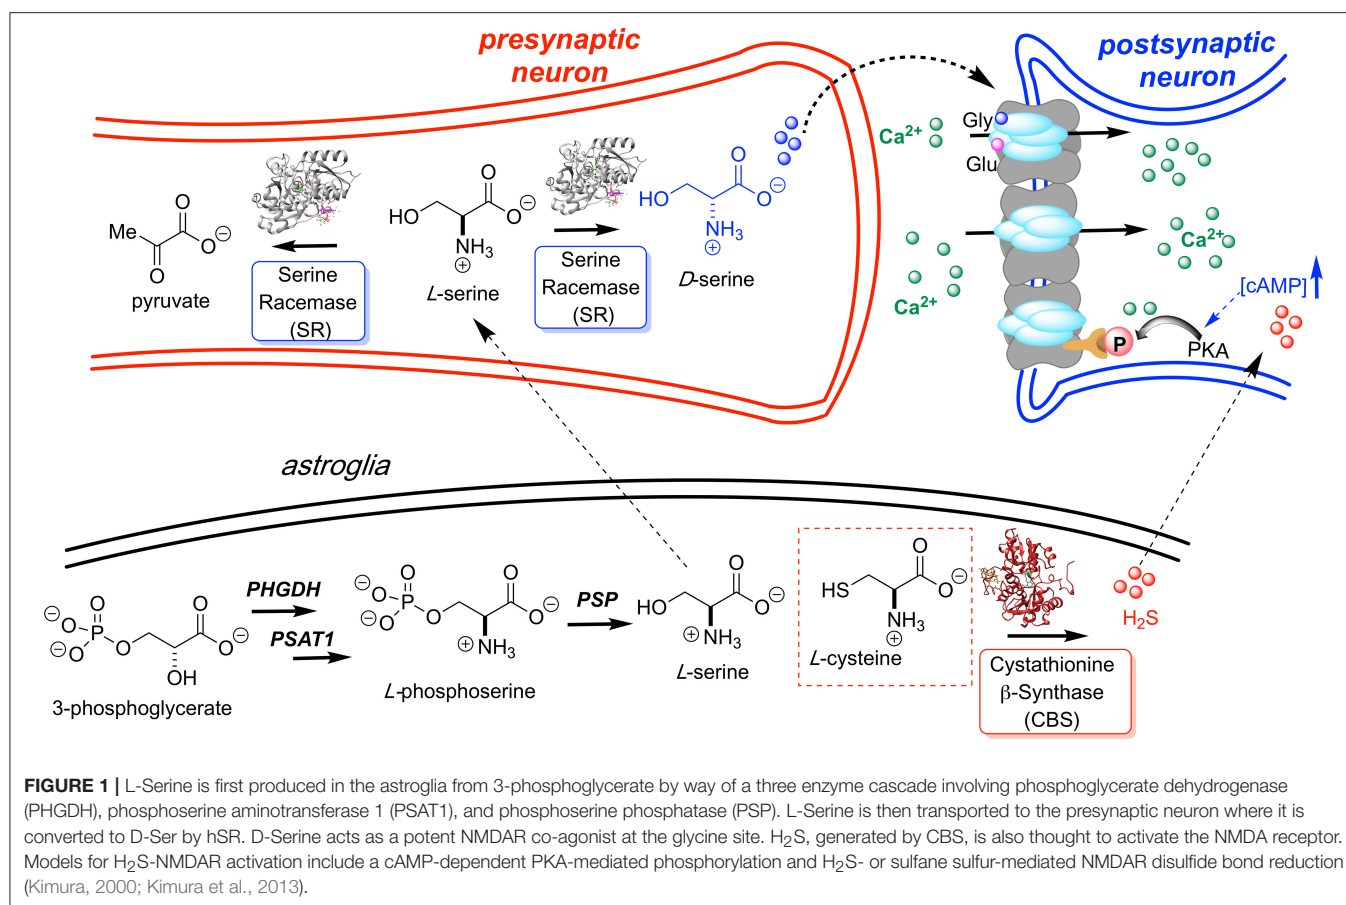 presynaptic
neuron
postsynaptic
neuron
Gly
Glu
Ca2+
Me
O
O
O
⊖
pyruvate
Serine
Racemase
(SR)
HO
O
O
⊖
NH3
⊕
L-serine
Serine
Racemase
(SR)
HO
O
O
⊖
NH3
⊕
D-serine
Ca2+
Ca2+
[cAMP]
P
PKA
astroglia
⊖
O
⊖
O
P
O
O
O
O
⊖
OH
3-phosphoglycerate
PHGDH
PSAT1
⊖
O
⊖
O
P
O
O
O
O
⊖
NH3
⊕
L-phosphoserine
PSP
HO
O
O
⊖
NH3
⊕
L-serine
HS
O
O
⊖
NH3
⊕
L-cysteine
Cystathionine
β-Synthase
(CBS)
H2S
FIGURE 1 | L-Serine is first produced in the astroglia from 3-phosphoglycerate by way of a three enzyme cascade involving phosphoglycerate dehydrogenase
(PHGDH), phosphoserine aminotransferase 1 (PSAT1), and phosphoserine phosphatase (PSP). L-Serine is then transported to the presynaptic neuron where it is
converted to D-Ser by hSR. D-Serine acts as a potent NMDAR co-agonist at the glycine site. H2S, generated by CBS, is also thought to activate the NMDA receptor.
Models for H2S-NMDAR activation include a cAMP-dependent PKA-mediated phosphorylation and H2S- or sulfane sulfur-mediated NMDAR disulfide bond reduction
(Kimura, 2000; Kimura et al., 2013).